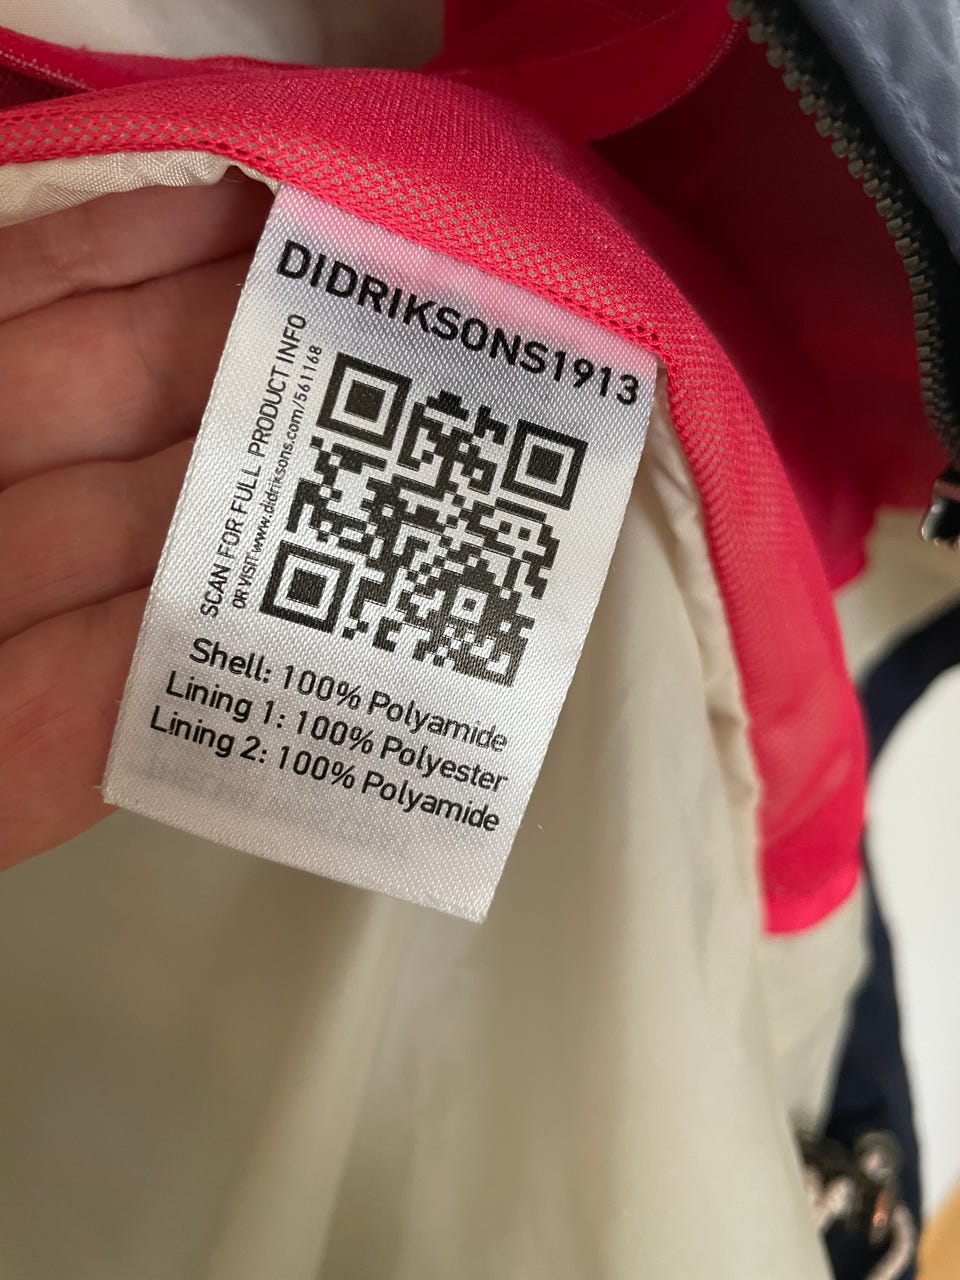 DIDRIKSONS1913
SCAN FOR FULL PRODUCT INFO
OR VISIT www.didriksons.com/561168
Shell: 100% Polyamide
Lining 1: 100% Polyester
Lining 2: 100% Polyamide